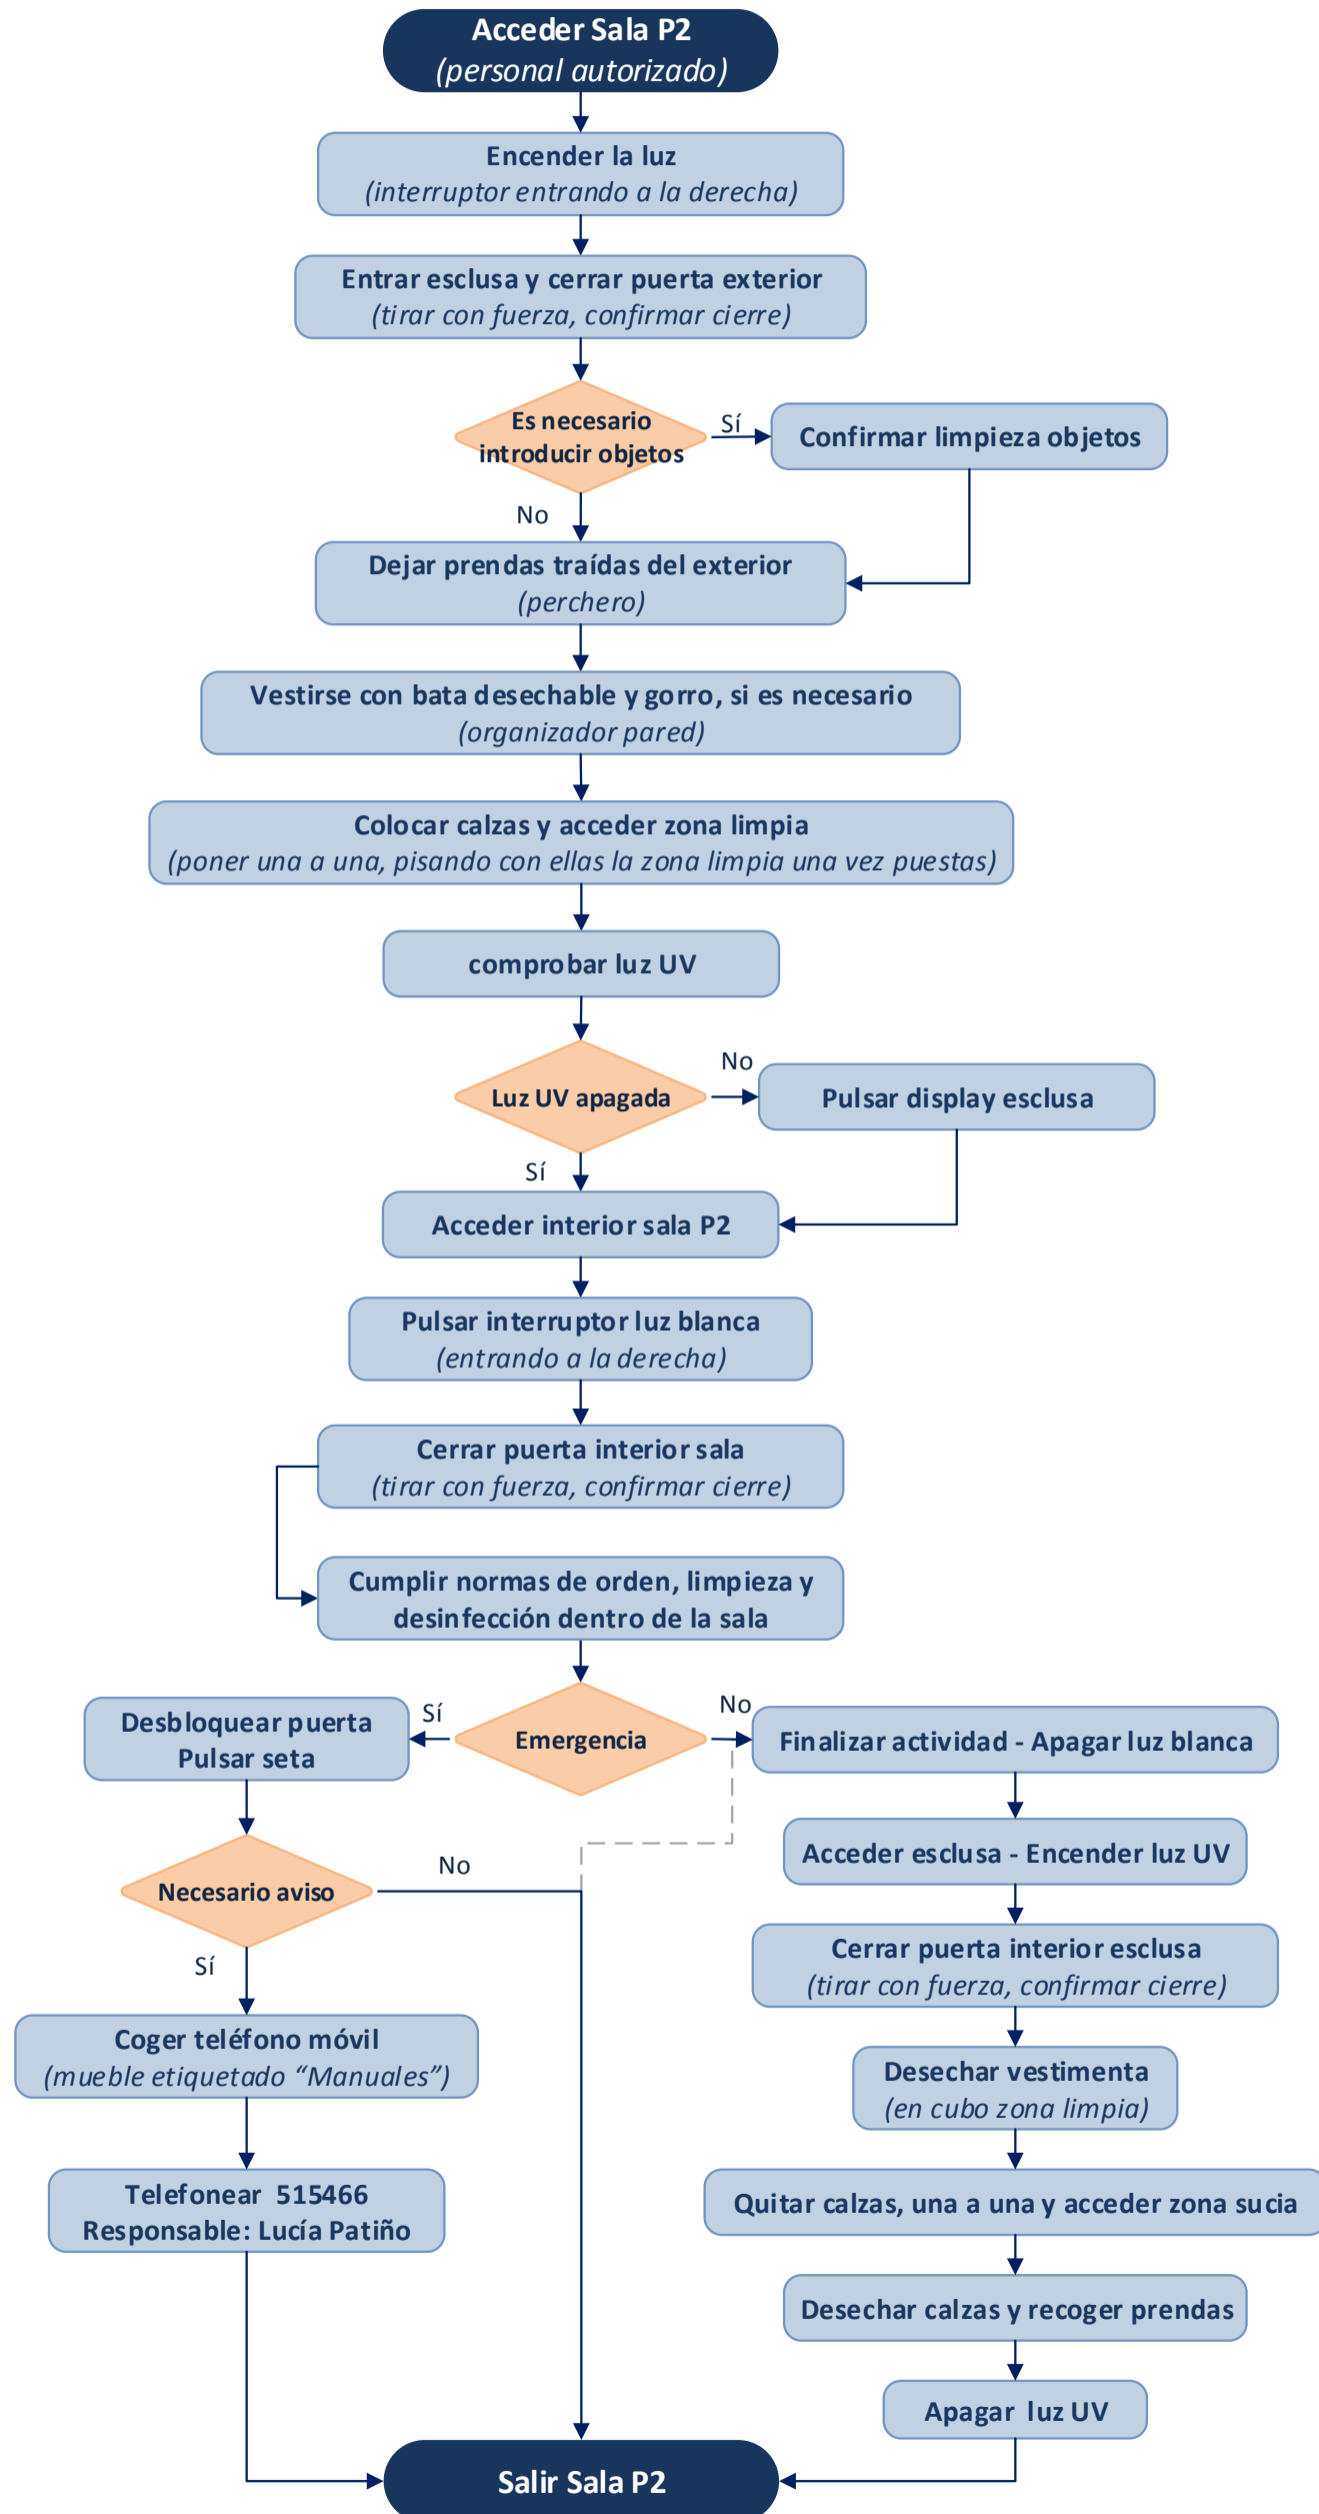 Acceder Sala P2
(personal autorizado)
Encender la luz
(interruptor entrando a la derecha)
Entrar esclusa y cerrar puerta exterior
(tirar con fuerza, confirmar cierre)
Es necesario
introducir objetos
Sí
Confirmar limpieza objetos
No
Dejar prendas traídas del exterior
(perchero)
Vestirse con bata desechable y gorro, si es necesario
(organizador pared)
Colocar calzas y acceder zona limpia
(poner una a una, pisando con ellas la zona limpia una vez puestas)
comprobar luz UV
Luz UV apagada
No
Pulsar display esclusa
Sí
Acceder interior sala P2
Pulsar interruptor luz blanca
(entrando a la derecha)
Cerrar puerta interior sala
(tirar con fuerza, confirmar cierre)
Cumplir normas de orden, limpieza y
desinfección dentro de la sala
Emergencia
Sí
Desbloquear puerta
Pulsar seta
Necesario aviso
No
Sí
Coger teléfono móvil
(mueble etiquetado “Manuales”)
Telefonear 515466
Responsable: Lucía Patiño
No
Finalizar actividad - Apagar luz blanca
Acceder esclusa - Encender luz UV
Cerrar puerta interior esclusa
(tirar con fuerza, confirmar cierre)
Desechar vestimenta
(en cubo zona limpia)
Quitar calzas, una a una y acceder zona sucia
Desechar calzas y recoger prendas
Apagar luz UV
Salir Sala P2